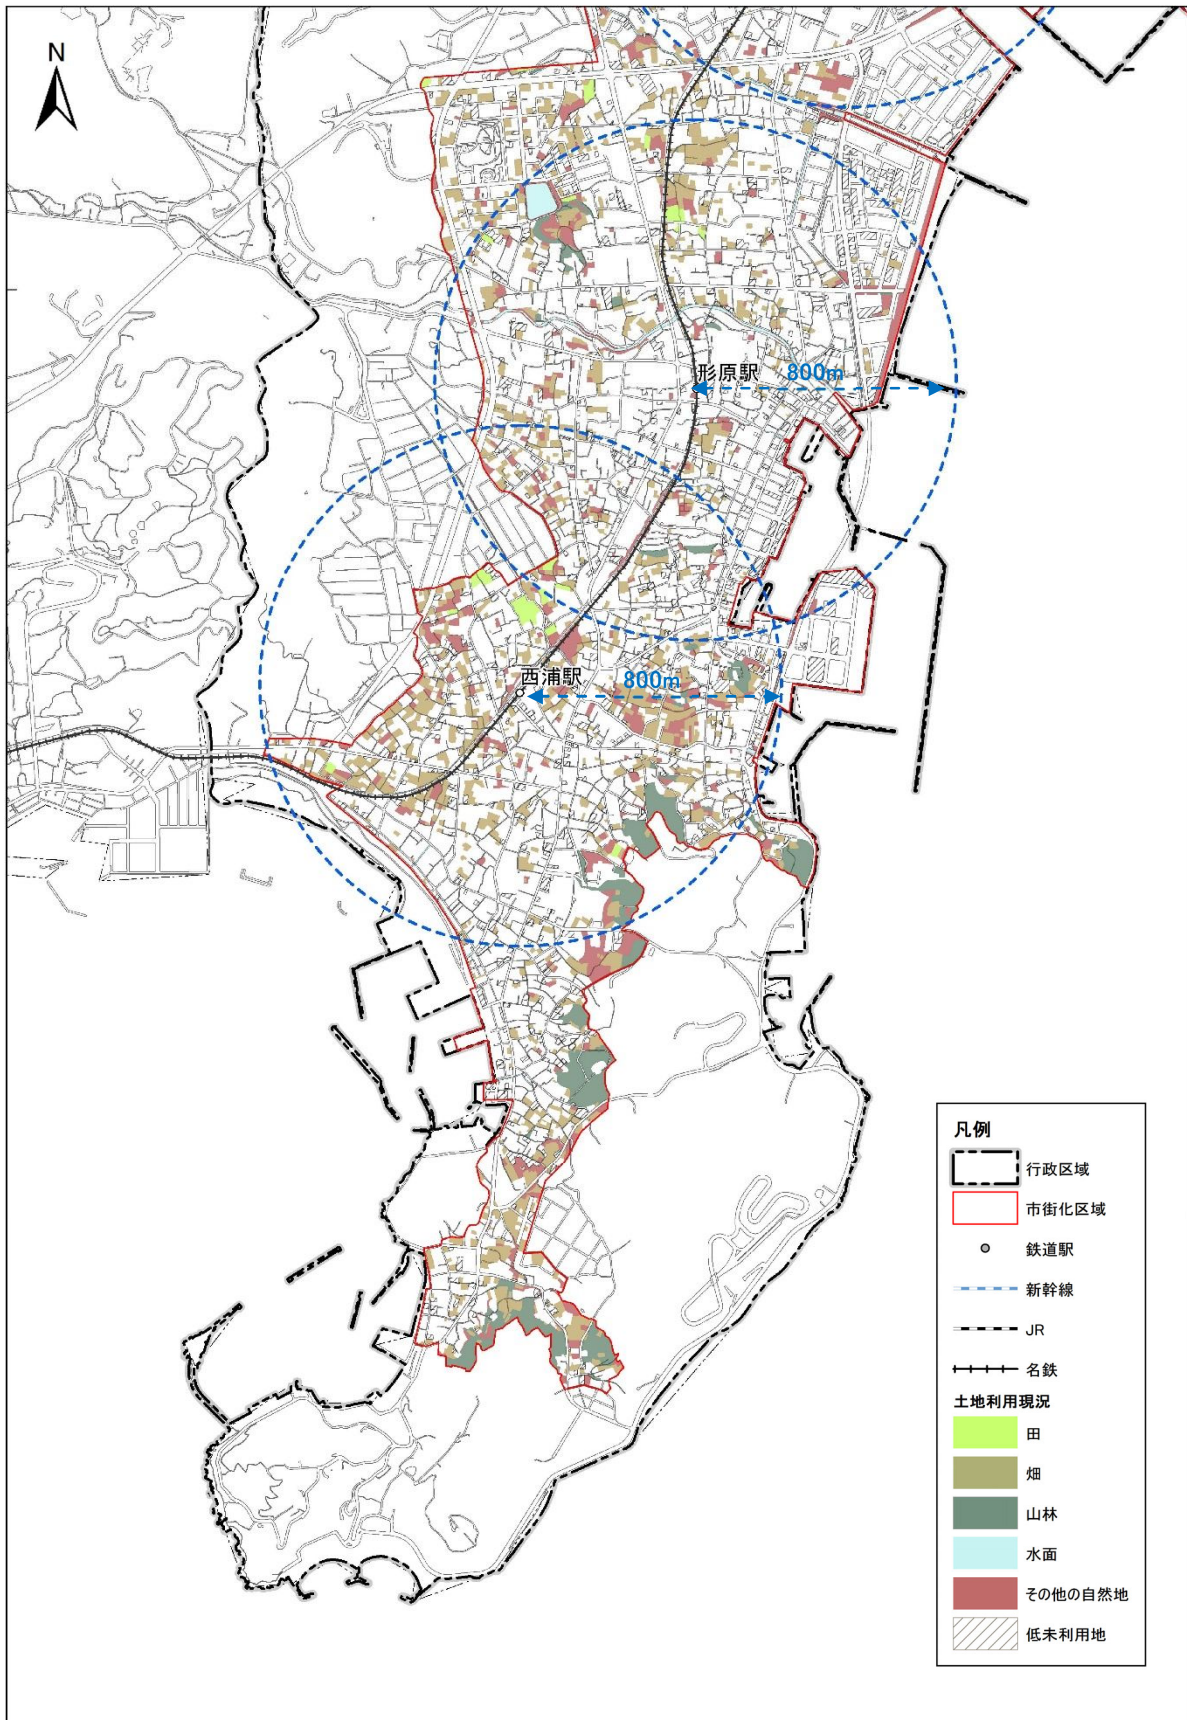 N
形原駅
800m
西浦駅
800m
凡例
行政区域
市街化区域
鉄道駅
新幹線
JR
名鉄
土地利用現況
田
畑
山林
水面
その他の自然地
低未利用地